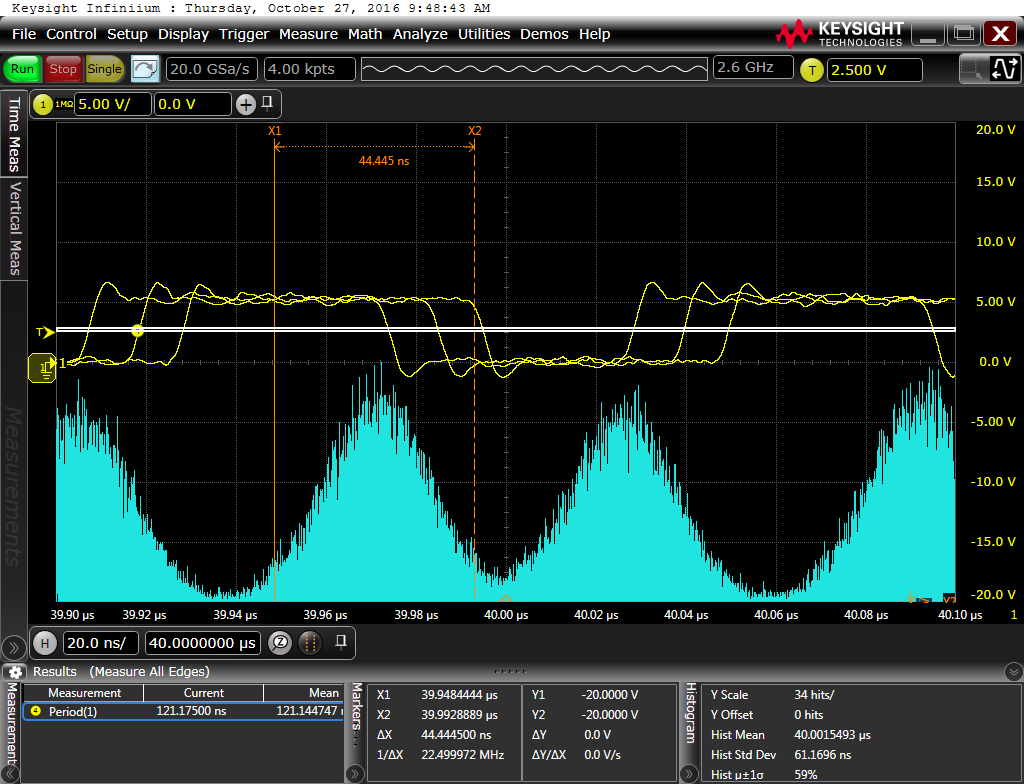 Keysight Infiniium : Thursday, October 27, 2016 9:48:43 AM
File Control Setup Display Trigger Measure Math Analyze Utilities Demos Help
KEYSIGHT
TECHNOLOGIES
Run Stop Single 20.0 GSa/s 4.00 kpts 2.6 GHz T 2.500 V
1 1MΩ 5.00 V/ 0.0 V
Time Meas
Vertical Meas
Measurements
X1 X2
44.445 ns
20.0 V
15.0 V
10.0 V
5.00 V
0.0 V
-5.00 V
-10.0 V
-15.0 V
-20.0 V
T
1
1
Y2
39.90 µs 39.92 µs 39.94 µs 39.96 µs 39.98 µs 40.00 µs 40.02 µs 40.04 µs 40.06 µs 40.08 µs 40.10 µs 1
H 20.0 ns/ 40.0000000 µs Z
Results (Measure All Edges)
Measurement
Measurement Current Mean
4 Period(1) 121.17500 ns 121.144747 n
Markers
X1 39.9484444 µs Y1 -20.0000 V
X2 39.9928889 µs Y2 -20.0000 V
ΔX 44.444500 ns ΔY 0.0 V
1/ΔX 22.499972 MHz ΔY/ΔX 0.0 V/s
Histogram
Y Scale 34 hits/
Y Offset 0 hits
Hist Mean 40.0015493 µs
Hist Std Dev 61.1696 ns
Hist µ±1σ 59%